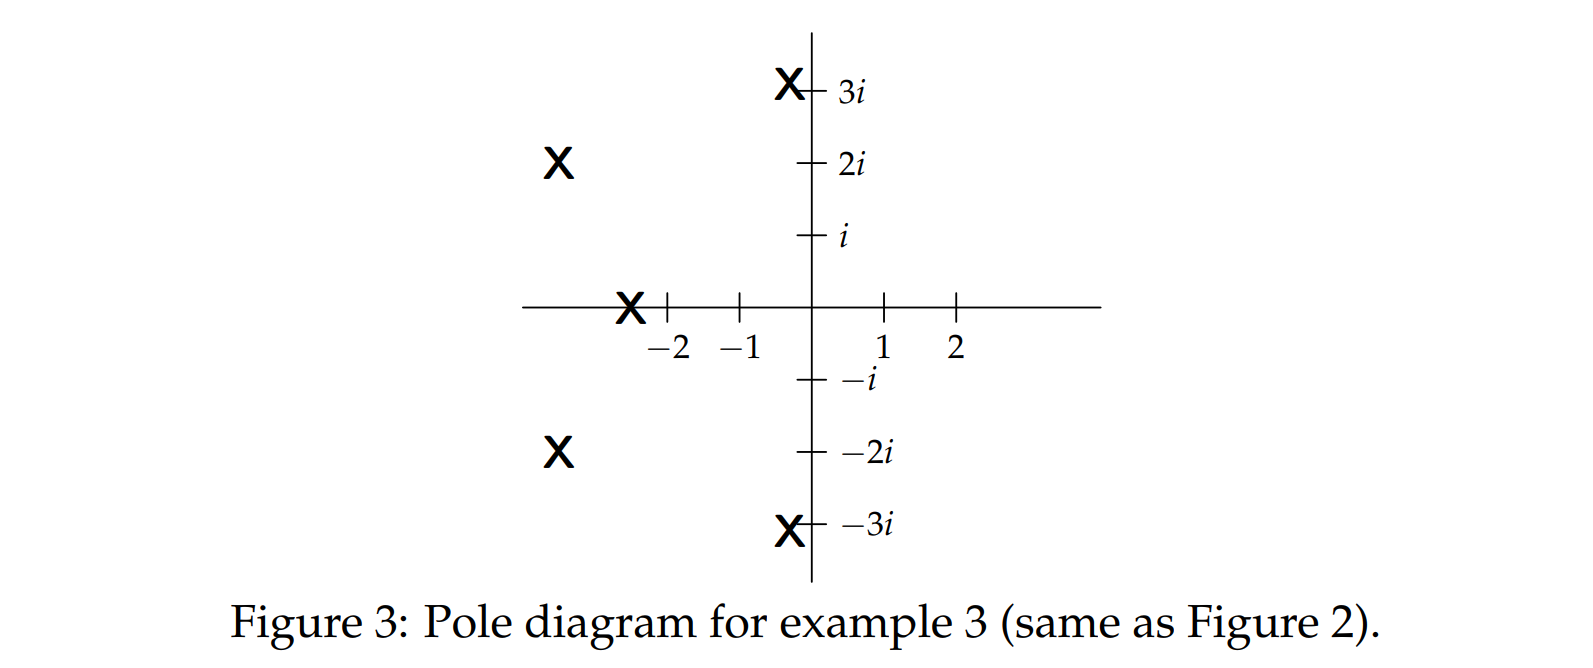 3i
2i
i
−2 −1 1 2
−i
−2i
−3i
Figure 3: Pole diagram for example 3 (same as Figure 2).